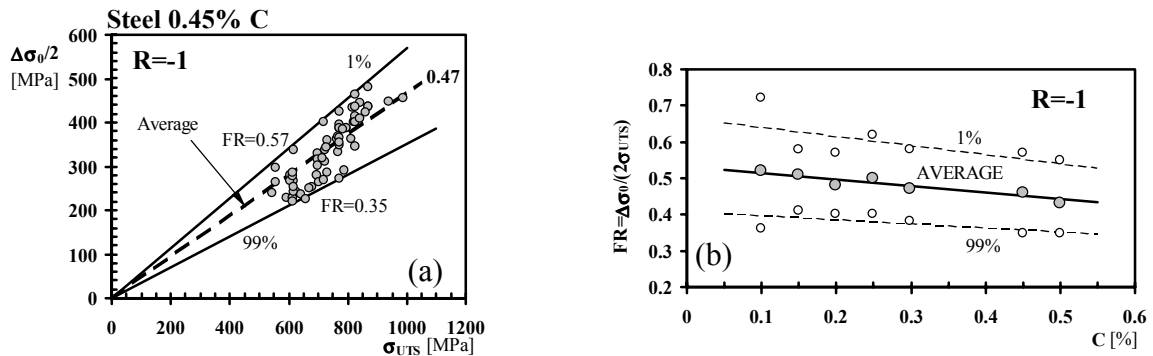 Steel 0.45% C
Δσ₀/2
[MPa]
R=-1
600
500
400
300
200
100
0
1%
0.47
Average
FR=0.57
FR=0.35
99%
(a)
0 200 400 600 800 1000 1200
σUTS [MPa]
FR=Δσ₀/(2σUTS)
0.8
0.7
0.6
0.5
0.4
0.3
0.2
R=-1
1%
AVERAGE
99%
(b)
0 0.1 0.2 0.3 0.4 0.5 0.6
C [%]